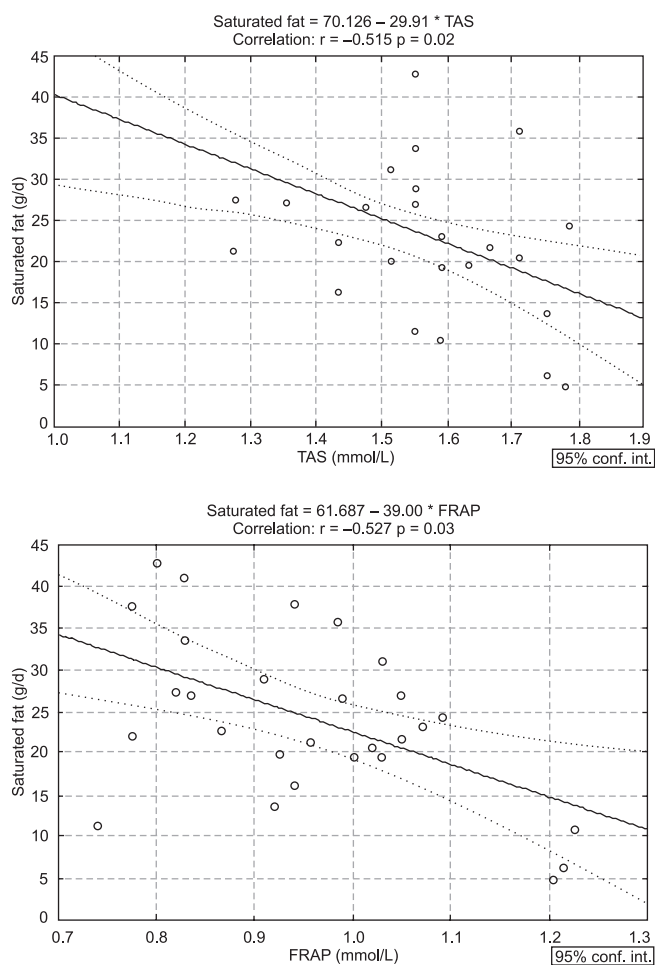 Saturated fat = 70.126 – 29.91 * TAS
Correlation: r = –0.515 p = 0.02
Saturated fat (g/d)
45
40
35
30
25
20
15
10
5
0
1.0 1.1 1.2 1.3 1.4 1.5 1.6 1.7 1.8 1.9
TAS (mmol/L)
95% conf. int.
Saturated fat = 61.687 – 39.00 * FRAP
Correlation: r = –0.527 p = 0.03
Saturated fat (g/d)
45
40
35
30
25
20
15
10
5
0
0.7 0.8 0.9 1.0 1.1 1.2 1.3
FRAP (mmol/L)
95% conf. int.